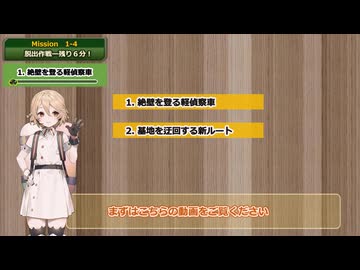 Mission 1-4
脱出作戦―残り6分！
1. 絶壁を登る軽偵察車
1. 絶壁を登る軽偵察車
2. 基地を迂回する新ルート
まずはこちらの動画をご覧ください